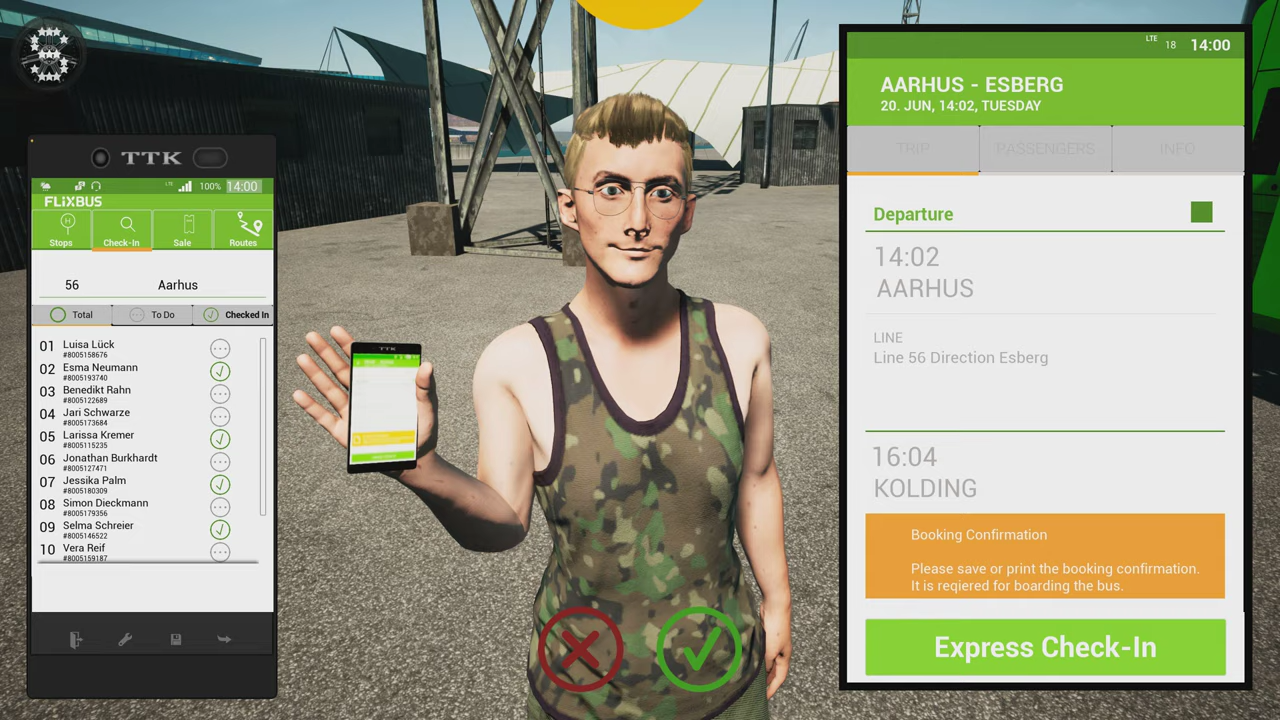 TTK
LTE
100%
14:00
FLiXBUS
H
Stops
Check-In
Sale
Routes
56
Aarhus
Total
To Do
Checked In
01 Luisa Lück
#8005158676
02 Esma Neumann
#8005193740
03 Benedikt Rahn
#8005122689
04 Jari Schwarze
#8005173684
05 Larissa Kremer
#8005115235
06 Jonathan Burkhardt
#8005127471
07 Jessika Palm
#8005180309
08 Simon Dieckmann
#8005179356
09 Selma Schreier
#8005146522
10 Vera Reif
#8005159187
TTK
LTE 18 14:00
AARHUS - ESBERG
20. JUN, 14:02, TUESDAY
TRIP
PASSENGERS
INFO
Departure
14:02
AARHUS
LINE
Line 56 Direction Esberg
16:04
KOLDING
Booking Confirmation
Please save or print the booking confirmation.
It is reqiered for boarding the bus.
Express Check-In